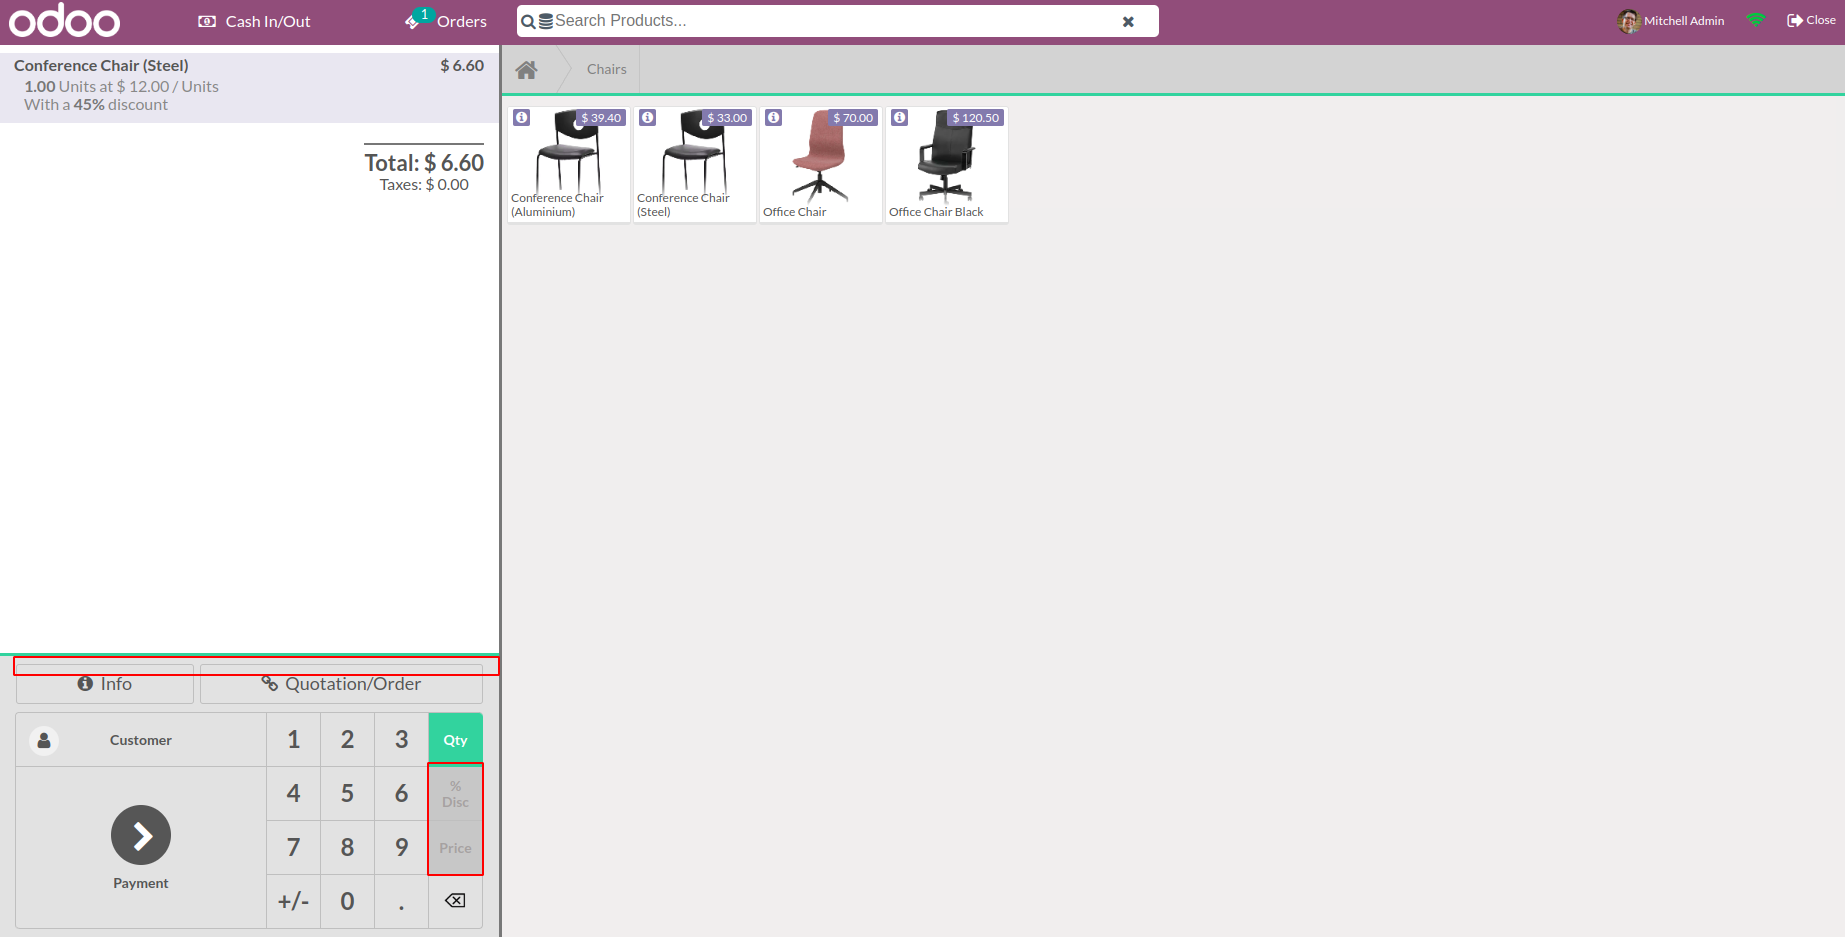 odoo
Cash In/Out
1
Orders
Search Products...
Mitchell Admin
Close
Conference Chair (Steel)
$ 6.60
1.00 Units at $ 12.00 / Units
With a 45% discount
Total: $ 6.60
Taxes: $ 0.00
Chairs
$ 39.40
Conference Chair
(Aluminium)
$ 33.00
Conference Chair
(Steel)
$ 70.00
Office Chair
$ 120.50
Office Chair Black
Info
Quotation/Order
Customer
1
2
3
Qty
4
5
6
%
Disc
7
8
9
Price
Payment
+/-
0
.